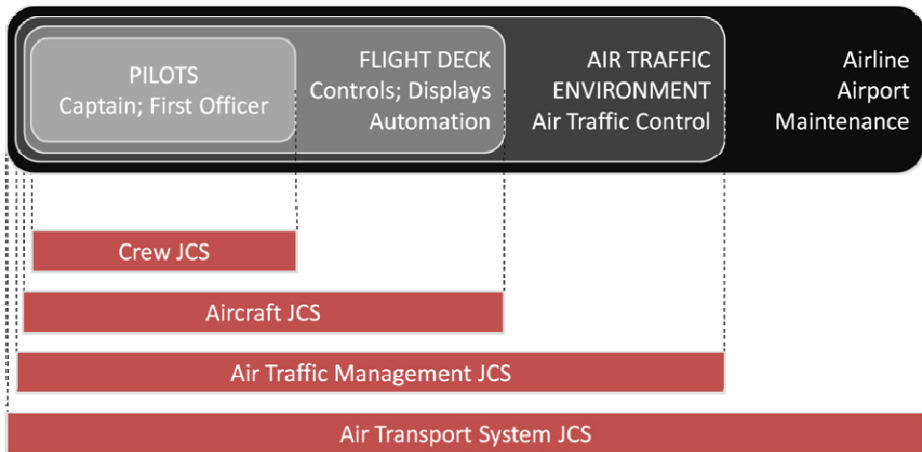 PILOTS
Captain; First Officer
FLIGHT DECK
Controls; Displays
Automation
AIR TRAFFIC
ENVIRONMENT
Air Traffic Control
Airline
Airport
Maintenance
Crew JCS
Aircraft JCS
Air Traffic Management JCS
Air Transport System JCS